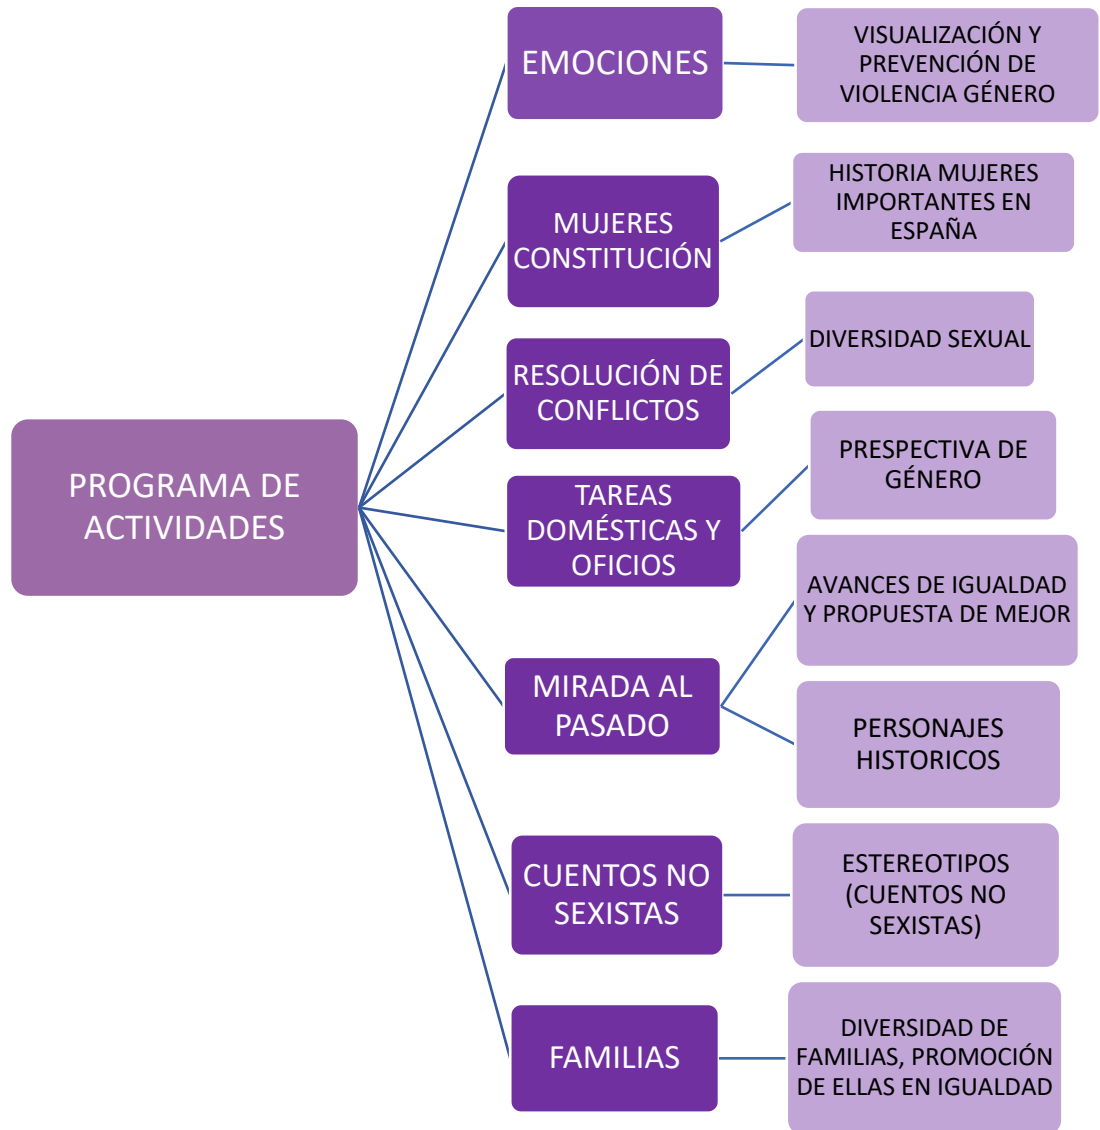 PROGRAMA DE
ACTIVIDADES
EMOCIONES
VISUALIZACIÓN Y
PREVENCIÓN DE
VIOLENCIA GÉNERO
MUJERES
CONSTITUCIÓN
HISTORIA MUJERES
IMPORTANTES EN
ESPAÑA
RESOLUCIÓN DE
CONFLICTOS
DIVERSIDAD SEXUAL
TAREAS
DOMÉSTICAS Y
OFICIOS
PRESPECTIVA DE
GÉNERO
MIRADA AL
PASADO
AVANCES DE IGUALDAD
Y PROPUESTA DE MEJOR
PERSONAJES
HISTORICOS
CUENTOS NO
SEXISTAS
ESTEREOTIPOS
(CUENTOS NO
SEXISTAS)
FAMILIAS
DIVERSIDAD DE
FAMILIAS, PROMOCIÓN
DE ELLAS EN IGUALDAD